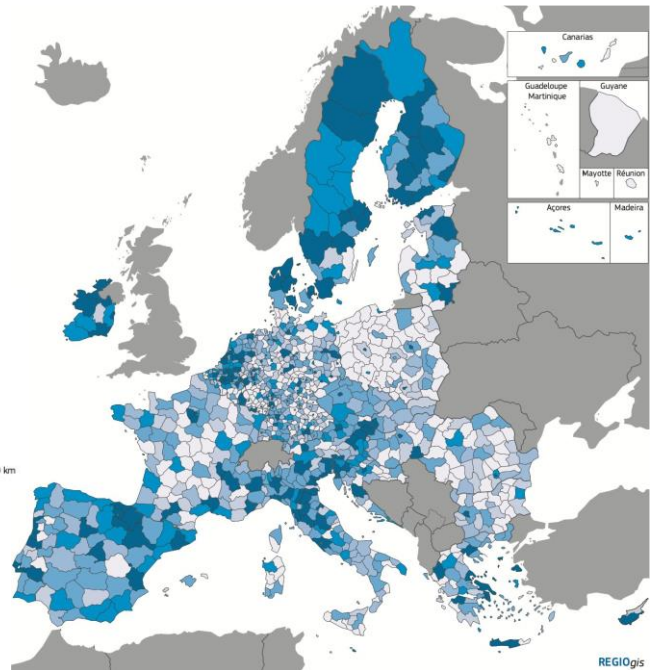 Canarias
Guadeloupe
Martinique
Guyane
Mayotte
Réunion
Açores
Madeira
km
REGIOgis